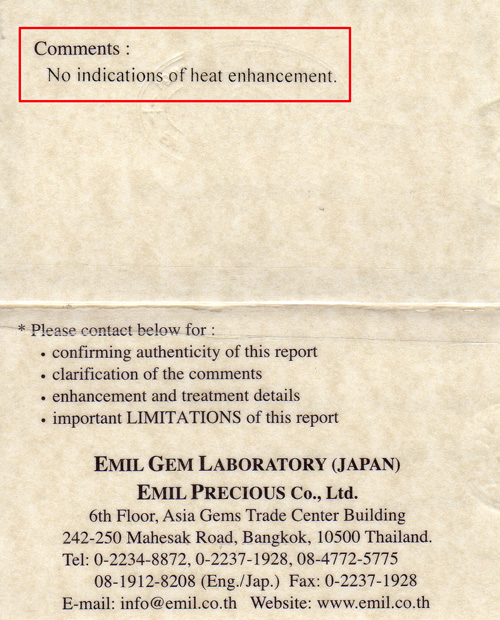 Comments :
No indications of heat enhancement.
* Please contact below for :
• confirming authenticity of this report
• clarification of the comments
• enhancement and treatment details
• important LIMITATIONS of this report
EMIL GEM LABORATORY (JAPAN)
EMIL PRECIOUS Co., Ltd.
6th Floor, Asia Gems Trade Center Building
242-250 Mahesak Road, Bangkok, 10500 Thailand.
Tel: 0-2234-8872, 0-2237-1928, 08-4772-5775
08-1912-8208 (Eng./Jap.) Fax: 0-2237-1928
E-mail: info@emil.co.th Website: www.emil.co.th